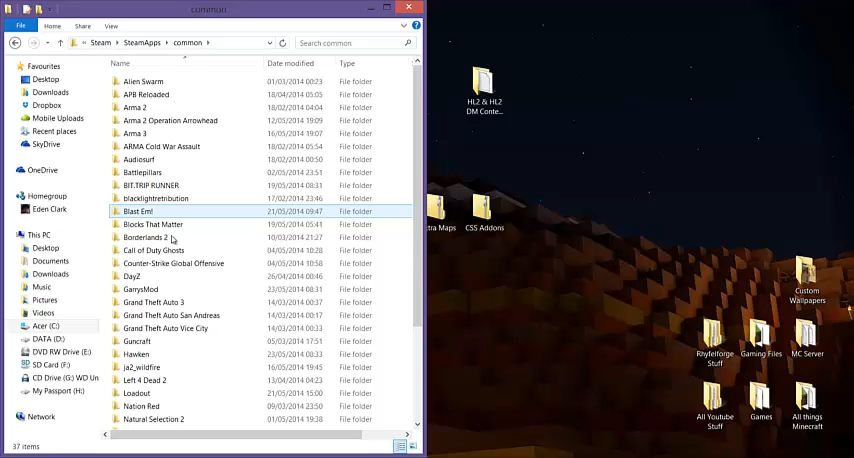 common
File
Home
Share
View
Steam
SteamApps
common
Search common
Name
Date modified
Type
Favourites
Desktop
Downloads
Dropbox
Mobile Uploads
Recent places
SkyDrive
OneDrive
Homegroup
Eden Clark
This PC
Desktop
Documents
Downloads
Music
Pictures
Videos
Acer (C:)
DATA (D:)
DVD RW Drive (E:)
SD Card (F:)
CD Drive (G:) WD Un
My Passport (H:)
Network
Alien Swarm 01/03/2014 00:23 File folder
APB Reloaded 18/04/2014 05:05 File folder
Arma 2 18/02/2014 04:04 File folder
Arma 2 Operation Arrowhead 12/05/2014 19:09 File folder
Arma 3 16/05/2014 19:07 File folder
ARMA Cold War Assault 18/02/2014 05:54 File folder
Audiosurf 18/02/2014 00:50 File folder
Battlepillars 02/05/2014 23:51 File folder
BIT.TRIP RUNNER 19/05/2014 08:31 File folder
blacklightretribution 17/02/2014 23:46 File folder
Blast Em! 21/05/2014 09:47 File folder
Blocks That Matter 19/05/2014 05:41 File folder
Borderlands 2 10/03/2014 21:27 File folder
Call of Duty Ghosts 04/05/2014 10:28 File folder
Counter-Strike Global Offensive 04/05/2014 10:58 File folder
DayZ 26/04/2014 00:46 File folder
GarrysMod 23/05/2014 08:31 File folder
Grand Theft Auto 3 14/03/2014 00:37 File folder
Grand Theft Auto San Andreas 14/03/2014 00:17 File folder
Grand Theft Auto Vice City 14/03/2014 00:33 File folder
Guncraft 05/03/2014 17:51 File folder
Hawken 23/05/2014 08:33 File folder
ja2_wildfire 16/05/2014 19:45 File folder
Left 4 Dead 2 13/04/2014 04:23 File folder
Loadout 21/05/2014 15:00 File folder
Nation Red 09/03/2014 23:50 File folder
Natural Selection 2 01/05/2014 19:38 File folder
37 items
HL2 & HL2
DM Conte...
tra Maps
CSS Addons
Custom
Wallpapers
Rhyfelforge
Stuff
Gaming Files
MC Server
All Youtube
Stuff
Games
All things
Minecraft